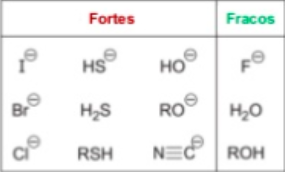 Fortes Fracos
I⊖ HS⊖ HO⊖ F⊖
Br⊖ H₂S RO⊖ H₂O
Cl⊖ RSH N≡C⊖ ROH